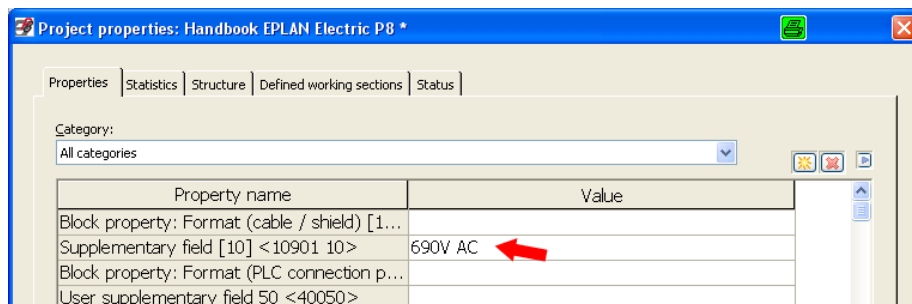 Project properties: Handbook EPLAN Electric P8 *
Properties Statistics Structure Defined working sections Status
Category:
All categories
Property name Value
Block property: Format (cable / shield) [1...
Supplementary field [10] <10901 10> 690V AC
Block property: Format (PLC connection p...
User supplementary field 50 <40050>